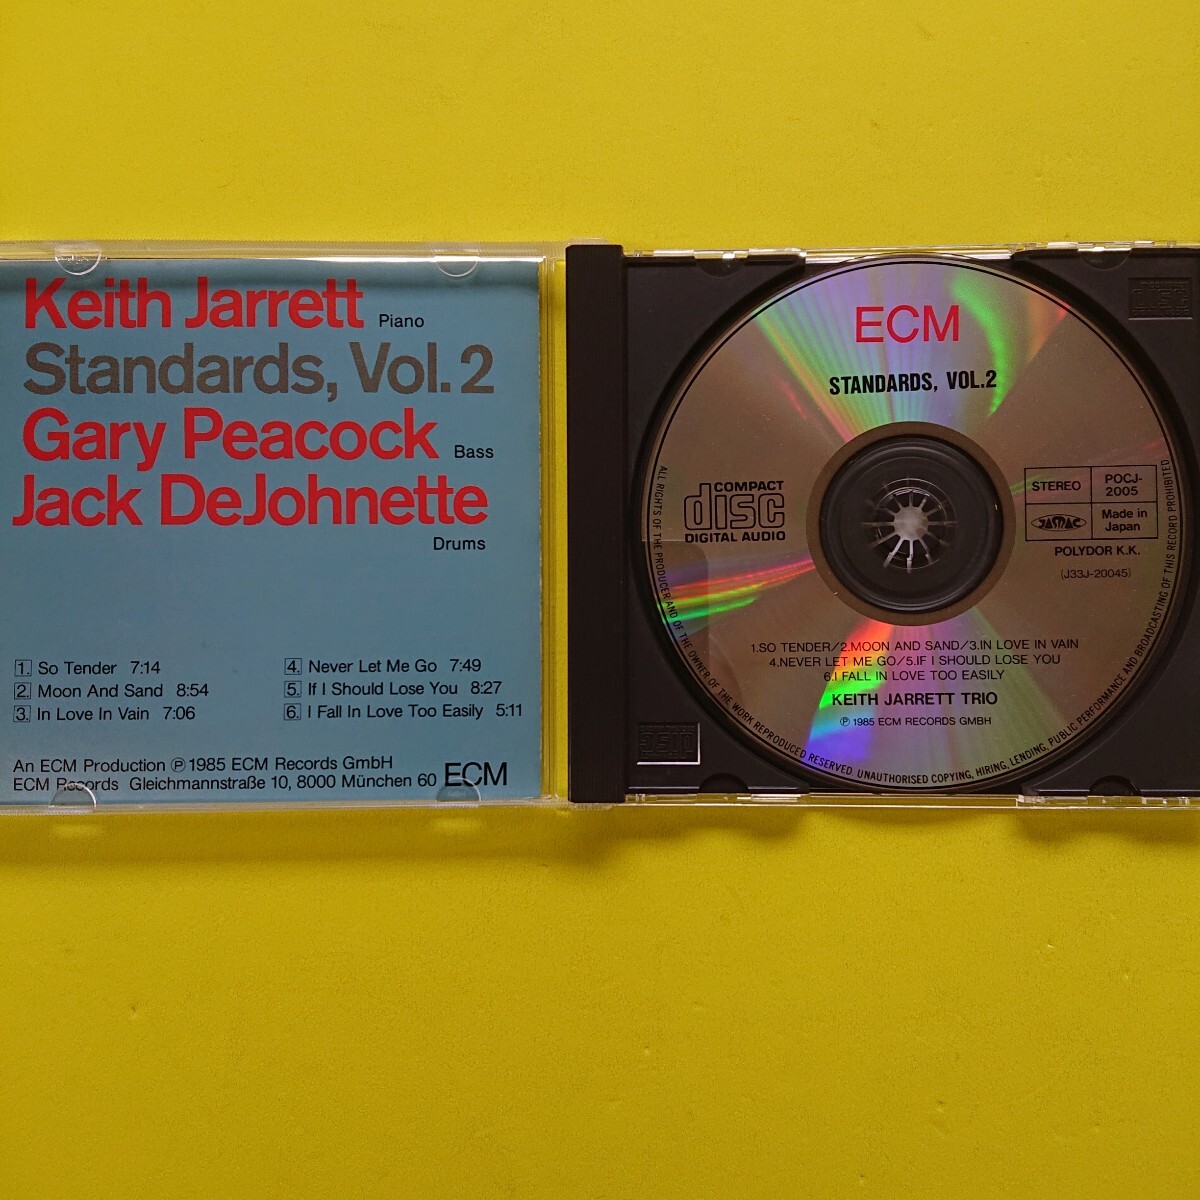 Keith Jarrett Piano
Standards, Vol.2
Gary Peacock Bass
Jack DeJohnette
Drums
1. So Tender 7:14
2. Moon And Sand 8:54
3. In Love In Vain 7:06
4. Never Let Me Go 7:49
5. If I Should Lose You 8:27
6. I Fall In Love Too Easily 5:11
An ECM Production ℗ 1985 ECM Records GmbH
ECM Records Gleichmannstraße 10, 8000 München 60 ECM
ECM
STANDARDS, VOL.2
COMPACT
disc
DIGITAL AUDIO
STEREO
POCJ-
2005
JASRAC
Made in
Japan
POLYDOR K.K.
(J33J-20045)
1.SO TENDER/2.MOON AND SAND/3.IN LOVE IN VAIN
4.NEVER LET ME GO/5.IF I SHOULD LOSE YOU
6.I FALL IN LOVE TOO EASILY
KEITH JARRETT TRIO
℗ 1985 ECM RECORDS GMBH
ALL RIGHTS OF THE PRODUCER AND OF THE OWNER OF THE WORK REPRODUCED RESERVED. UNAUTHORISED COPYING, HIRING, LENDING, PUBLIC PERFORMANCE AND BROADCASTING OF THIS RECORD PROHIBITED
disc
disc